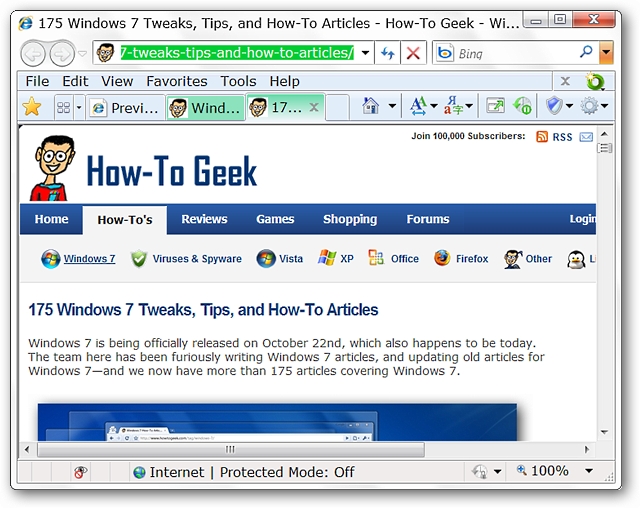 175 Windows 7 Tweaks, Tips, and How-To Articles - How-To Geek - Wi...
7-tweaks-tips-and-how-to-articles/
Bing
File Edit View Favorites Tools Help
Previ... Wind... 17...
Join 100,000 Subscribers: RSS
How-To Geek
Home How-To's Reviews Games Shopping Forums Login
Windows 7 Viruses & Spyware Vista XP Office Firefox Other Li
175 Windows 7 Tweaks, Tips, and How-To Articles
Windows 7 is being officially released on October 22nd, which also happens to be today.
The team here has been furiously writing Windows 7 articles, and updating old articles for
Windows 7—and we now have more than 175 articles covering Windows 7.
Internet | Protected Mode: Off 100%